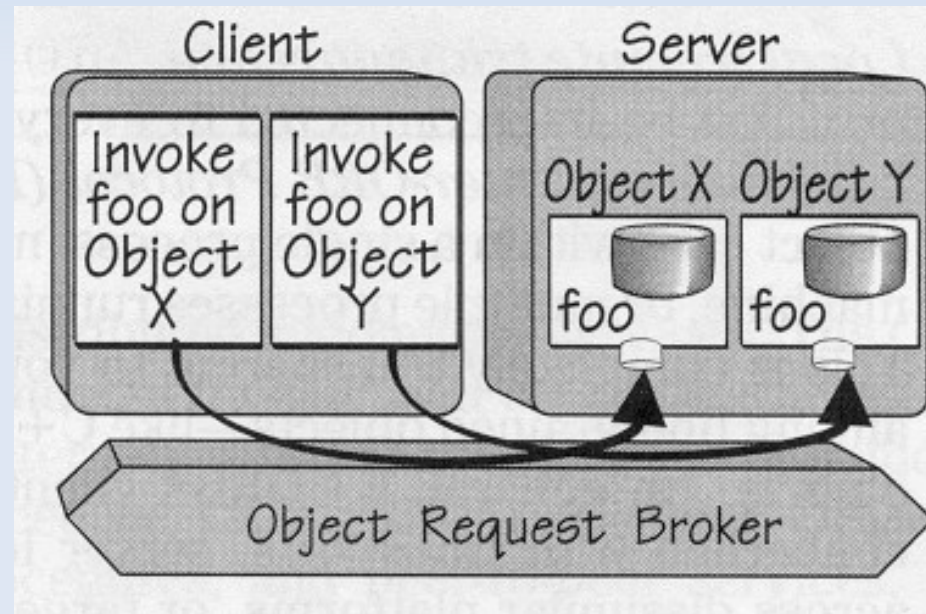 Client
Server
Invoke
foo on
Object
X
Invoke
foo on
Object
Y
Object X
Object Y
foo
foo
Object Request Broker